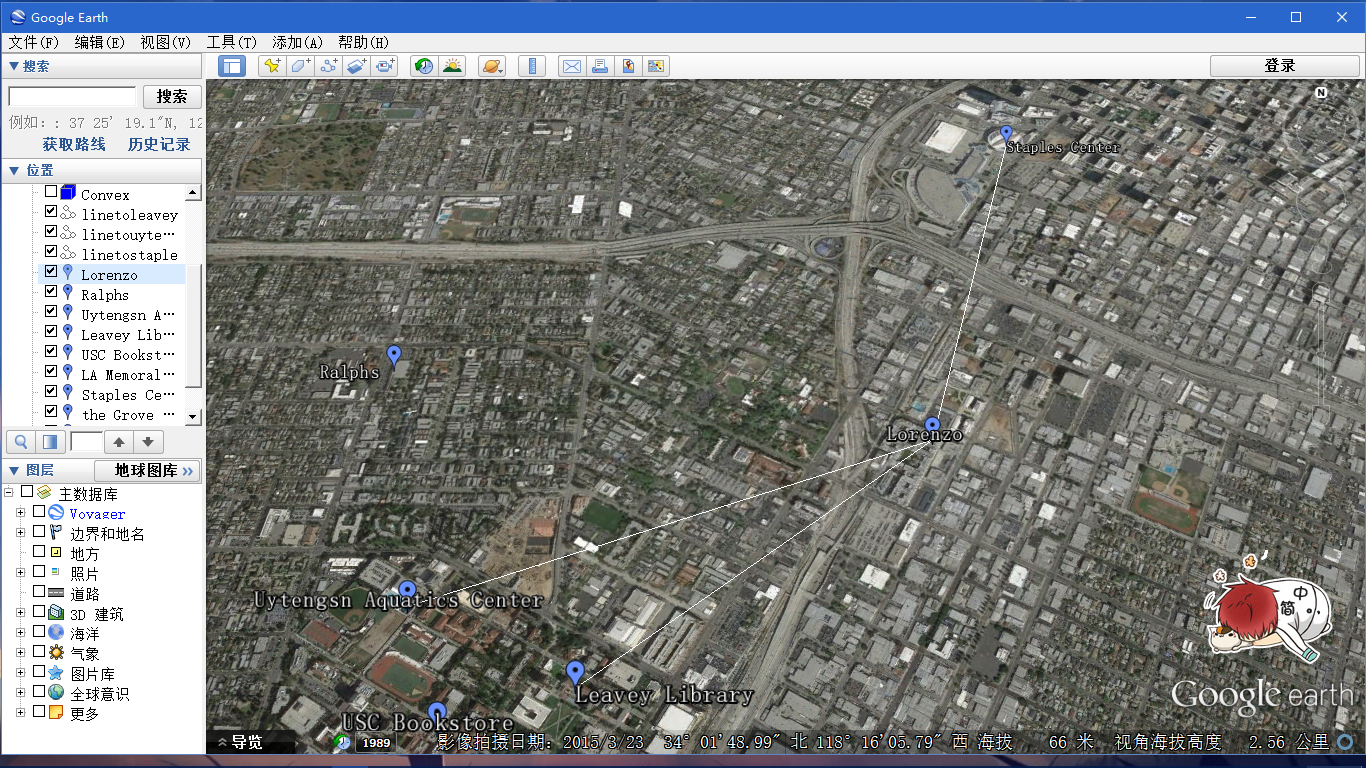 Google Earth
文件(F) 编辑(E) 视图(V) 工具(T) 添加(A) 帮助(H)
搜索
登录
搜索
例如：: 37 25' 19.1"N, 12
获取路线 历史记录
位置
Convex
linetoleavey
linetouyte…
linetostaple
Lorenzo
Ralphs
Uytengsn A…
Leavey Lib…
USC Bookst…
LA Memoral…
Staples Ce…
the Grove …
图层
地球图库 »
主数据库
Voyager
边界和地名
地方
照片
道路
3D 建筑
海洋
气象
图片库
全球意识
更多
N
Staples Center
Ralphs
Lorenzo
Uytengsn Aquatics Center
Leavey Library
USC Bookstore
中
简
Google earth
导览
1989
影像拍摄日期: 2015/3/23 34° 01'48.99" 北 118° 16'05.79" 西 海拔 66 米 视角海拔高度 2.56 公里